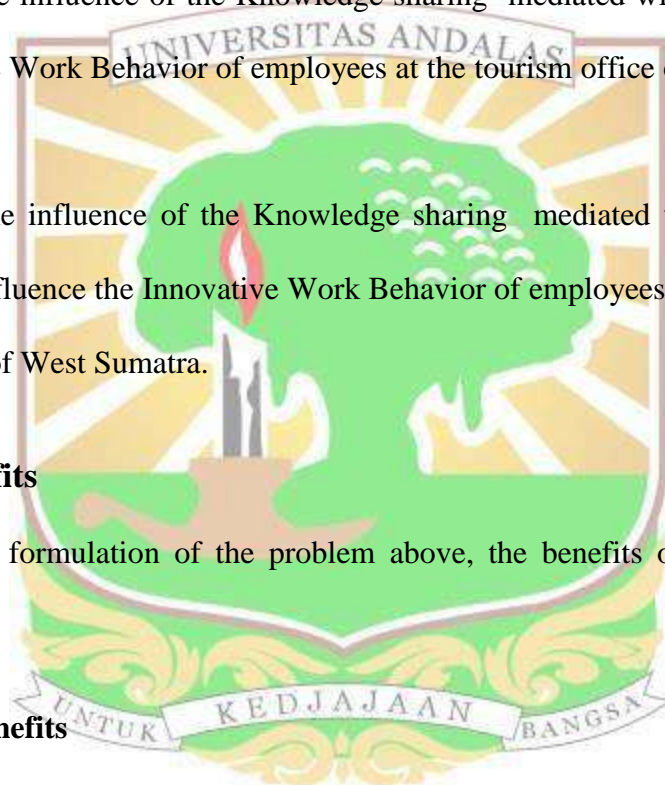 e influence of the Knowledge sharing mediated wi
UNIVERSITAS ANDALAS
Work Behavior of employees at the tourism office
e influence of the Knowledge sharing mediated
fluence the Innovative Work Behavior of employees
of West Sumatra.
fits
formulation of the problem above, the benefits o
UNTUK KEDJAJAAN BANGSA
nefits